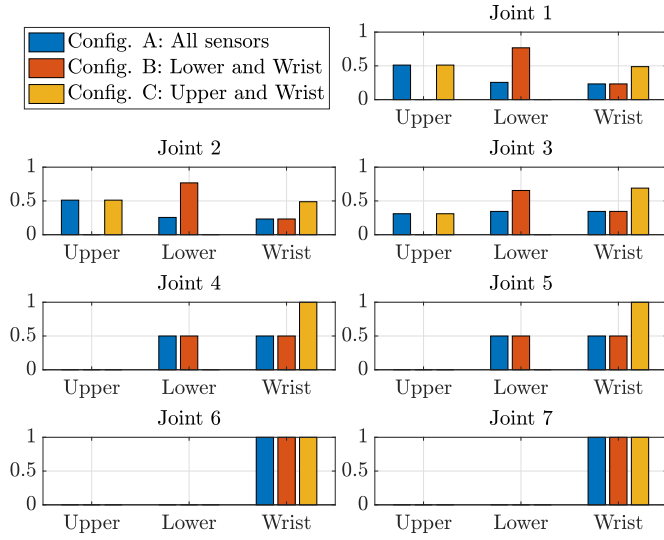 Joint 1
Config. A: All sensors
Config. B: Lower and Wrist
Config. C: Upper and Wrist
1
0.5
0
Upper Lower Wrist
Joint 2
1
0.5
0
Upper Lower Wrist
Joint 3
1
0.5
0
Upper Lower Wrist
Joint 4
1
0.5
0
Upper Lower Wrist
Joint 5
1
0.5
0
Upper Lower Wrist
Joint 6
1
0.5
0
Upper Lower Wrist
Joint 7
1
0.5
0
Upper Lower Wrist